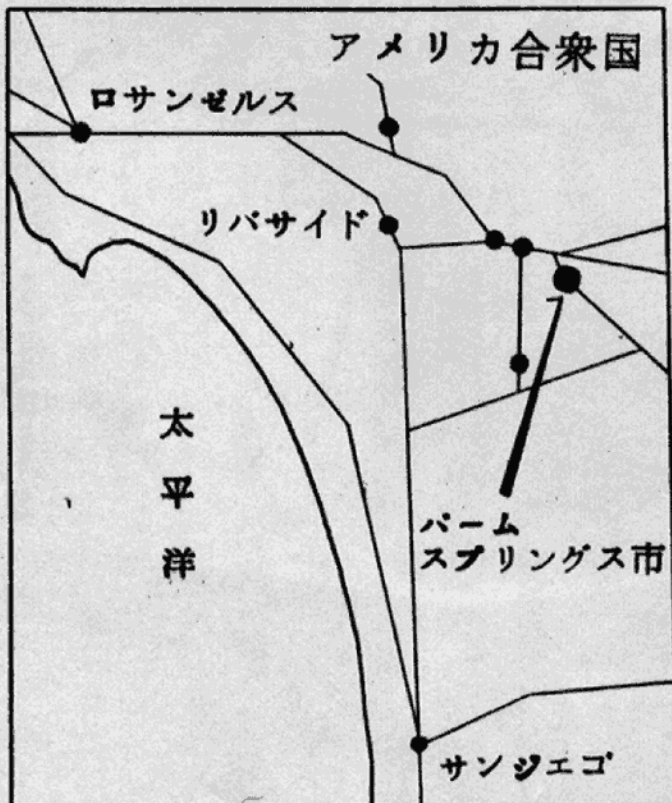 アメリカ合衆国
ロサンゼルス
リバサイド
太平洋
パーム
スプリングス市
サンジエゴ